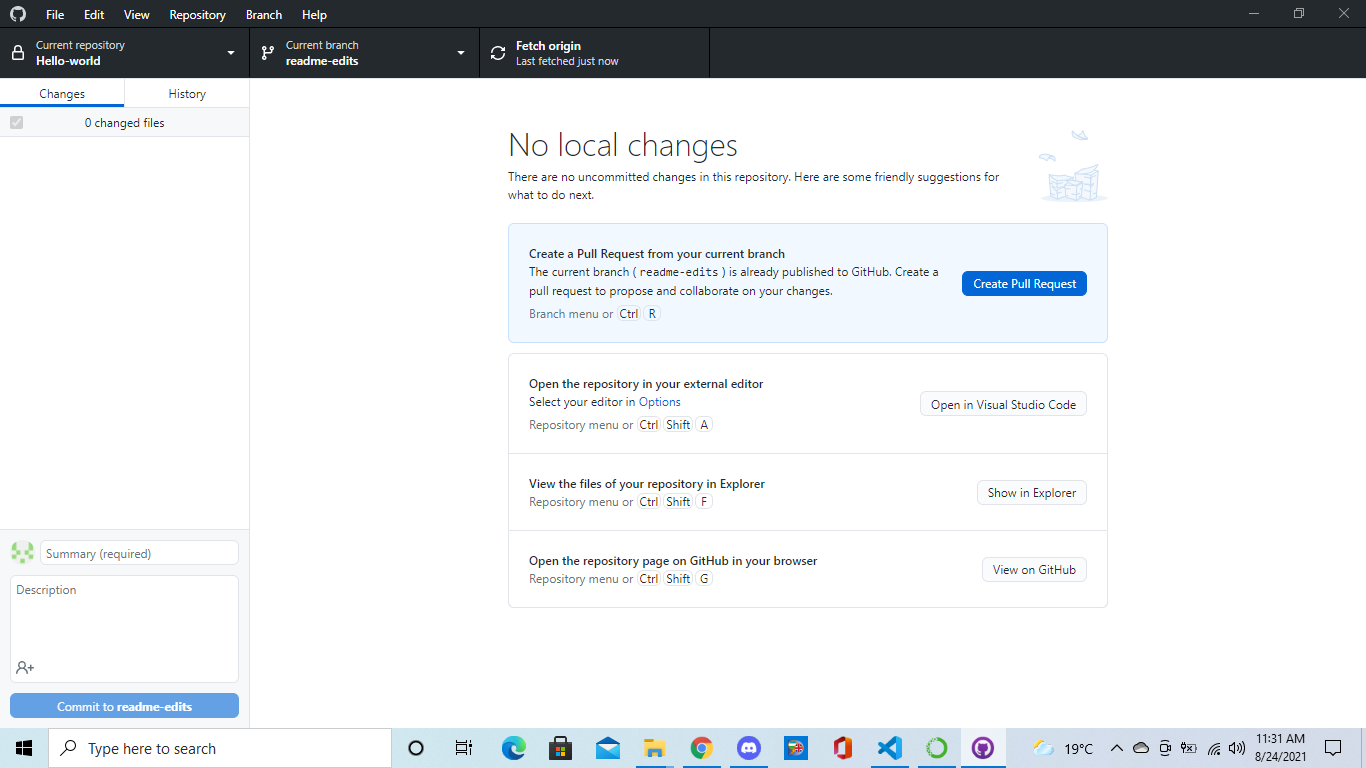 File Edit View Repository Branch Help
Current repository
Hello-world
Current branch
readme-edits
Fetch origin
Last fetched just now
Changes History
0 changed files
No local changes
There are no uncommitted changes in this repository. Here are some friendly suggestions for
what to do next.
Create a Pull Request from your current branch
The current branch ( readme-edits ) is already published to GitHub. Create a
pull request to propose and collaborate on your changes.
Branch menu or Ctrl R
Create Pull Request
Open the repository in your external editor
Select your editor in Options
Repository menu or Ctrl Shift A
Open in Visual Studio Code
View the files of your repository in Explorer
Repository menu or Ctrl Shift F
Show in Explorer
Open the repository page on GitHub in your browser
Repository menu or Ctrl Shift G
View on GitHub
Summary (required)
Description
Commit to readme-edits
Type here to search
19°C
11:31 AM
8/24/2021